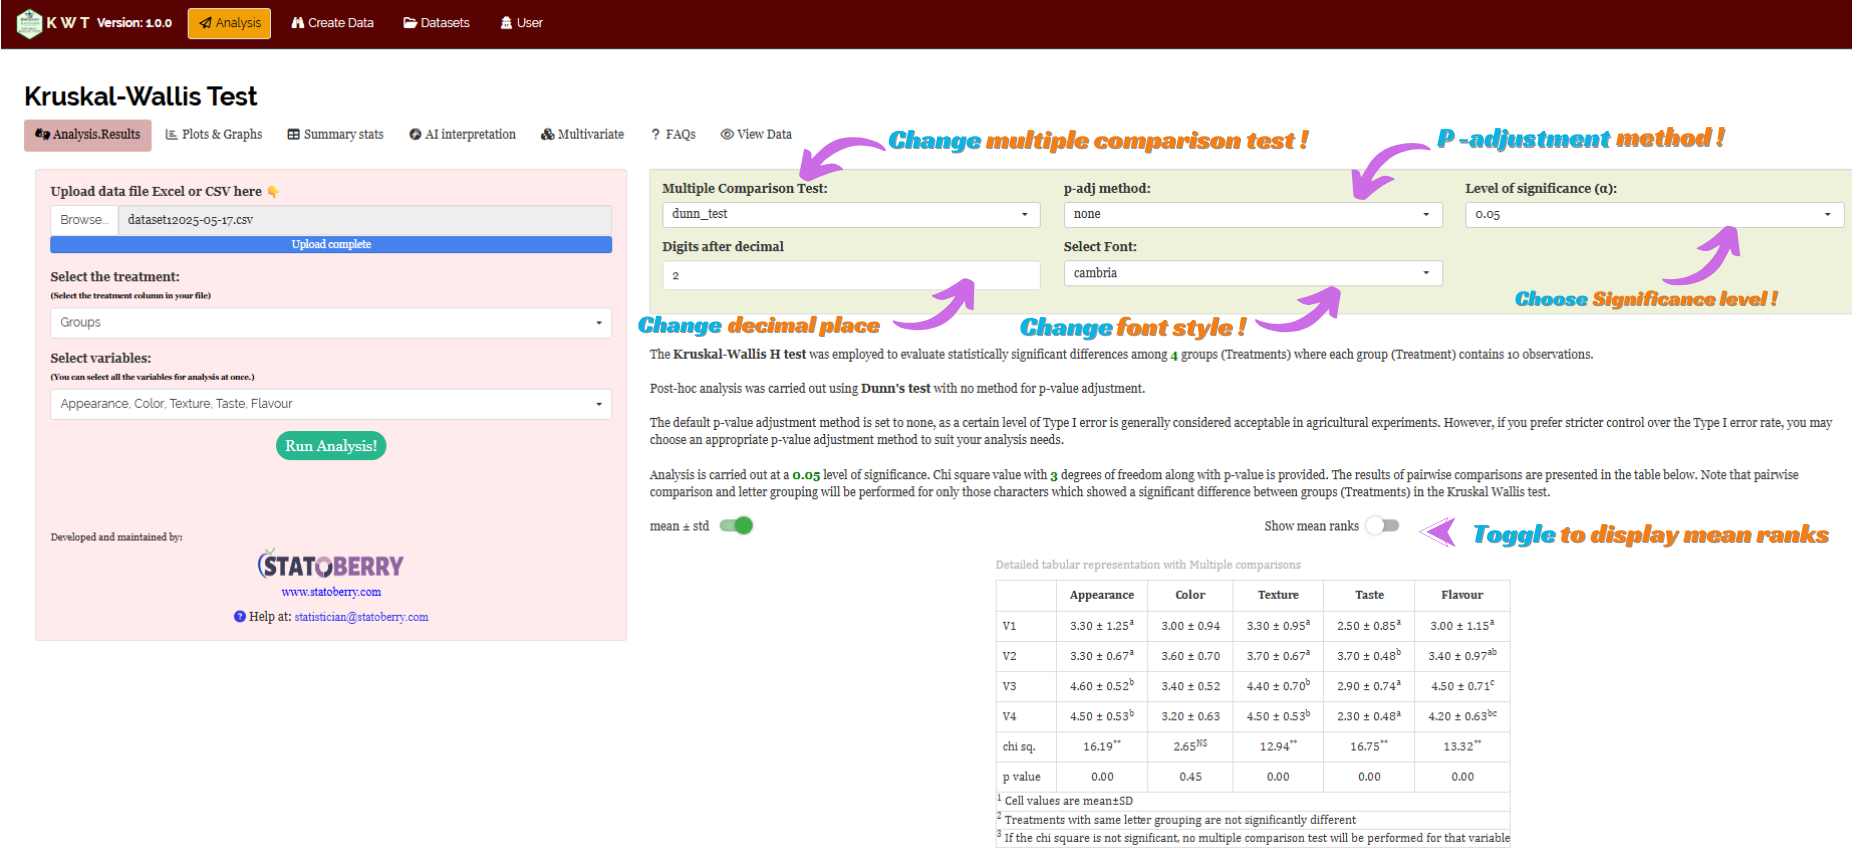 K W T Version: 1.0.0 Analysis Create Data Datasets User
Kruskal-Wallis Test
Analysis.Results Plots & Graphs Summary stats AI interpretation Multivariate ? FAQs View Data
Change multiple comparison test !
P -adjustment method !
Upload data file Excel or CSV here 👇
Browse... dataset12025-05-17.csv
Upload complete
Select the treatment:
(Select the treatment column in your file)
Groups
Select variables:
(You can select all the variables for analysis at once.)
Appearance, Color, Texture, Taste, Flavour
Run Analysis!
Developed and maintained by:
STATOBERRY
www.statoberry.com
? Help at: statistician@statoberry.com
Multiple Comparison Test: p-adj method: Level of significance (α):
dunn_test none 0.05
Digits after decimal Select Font:
2 cambria
Choose Significance level !
Change decimal place
Change font style !
The Kruskal-Wallis H test was employed to evaluate statistically significant differences among 4 groups (Treatments) where each group (Treatment) contains 10 observations.
Post-hoc analysis was carried out using Dunn's test with no method for p-value adjustment.
The default p-value adjustment method is set to none, as a certain level of Type I error is generally considered acceptable in agricultural experiments. However, if you prefer stricter control over the Type I error rate, you may
choose an appropriate p-value adjustment method to suit your analysis needs.
Analysis is carried out at a 0.05 level of significance. Chi square value with 3 degrees of freedom along with p-value is provided. The results of pairwise comparisons are presented in the table below. Note that pairwise
comparison and letter grouping will be performed for only those characters which showed a significant difference between groups (Treatments) in the Kruskal Wallis test.
mean ± std Show mean ranks
Toggle to display mean ranks
Detailed tabular representation with Multiple comparisons
Appearance Color Texture Taste Flavour
V1 3.30 ± 1.25a 3.00 ± 0.94 3.30 ± 0.95a 2.50 ± 0.85a 3.00 ± 1.15a
V2 3.30 ± 0.67a 3.60 ± 0.70 3.70 ± 0.67a 3.70 ± 0.48b 3.40 ± 0.97ab
V3 4.60 ± 0.52b 3.40 ± 0.52 4.40 ± 0.70b 2.90 ± 0.74a 4.50 ± 0.71c
V4 4.50 ± 0.53b 3.20 ± 0.63 4.50 ± 0.53b 2.30 ± 0.48a 4.20 ± 0.63bc
chi sq. 16.19** 2.65NS 12.94** 16.75** 13.32**
p value 0.00 0.45 0.00 0.00 0.00
1 Cell values are mean±SD
2 Treatments with same letter grouping are not significantly different
3 If the chi square is not significant, no multiple comparison test will be performed for that variable